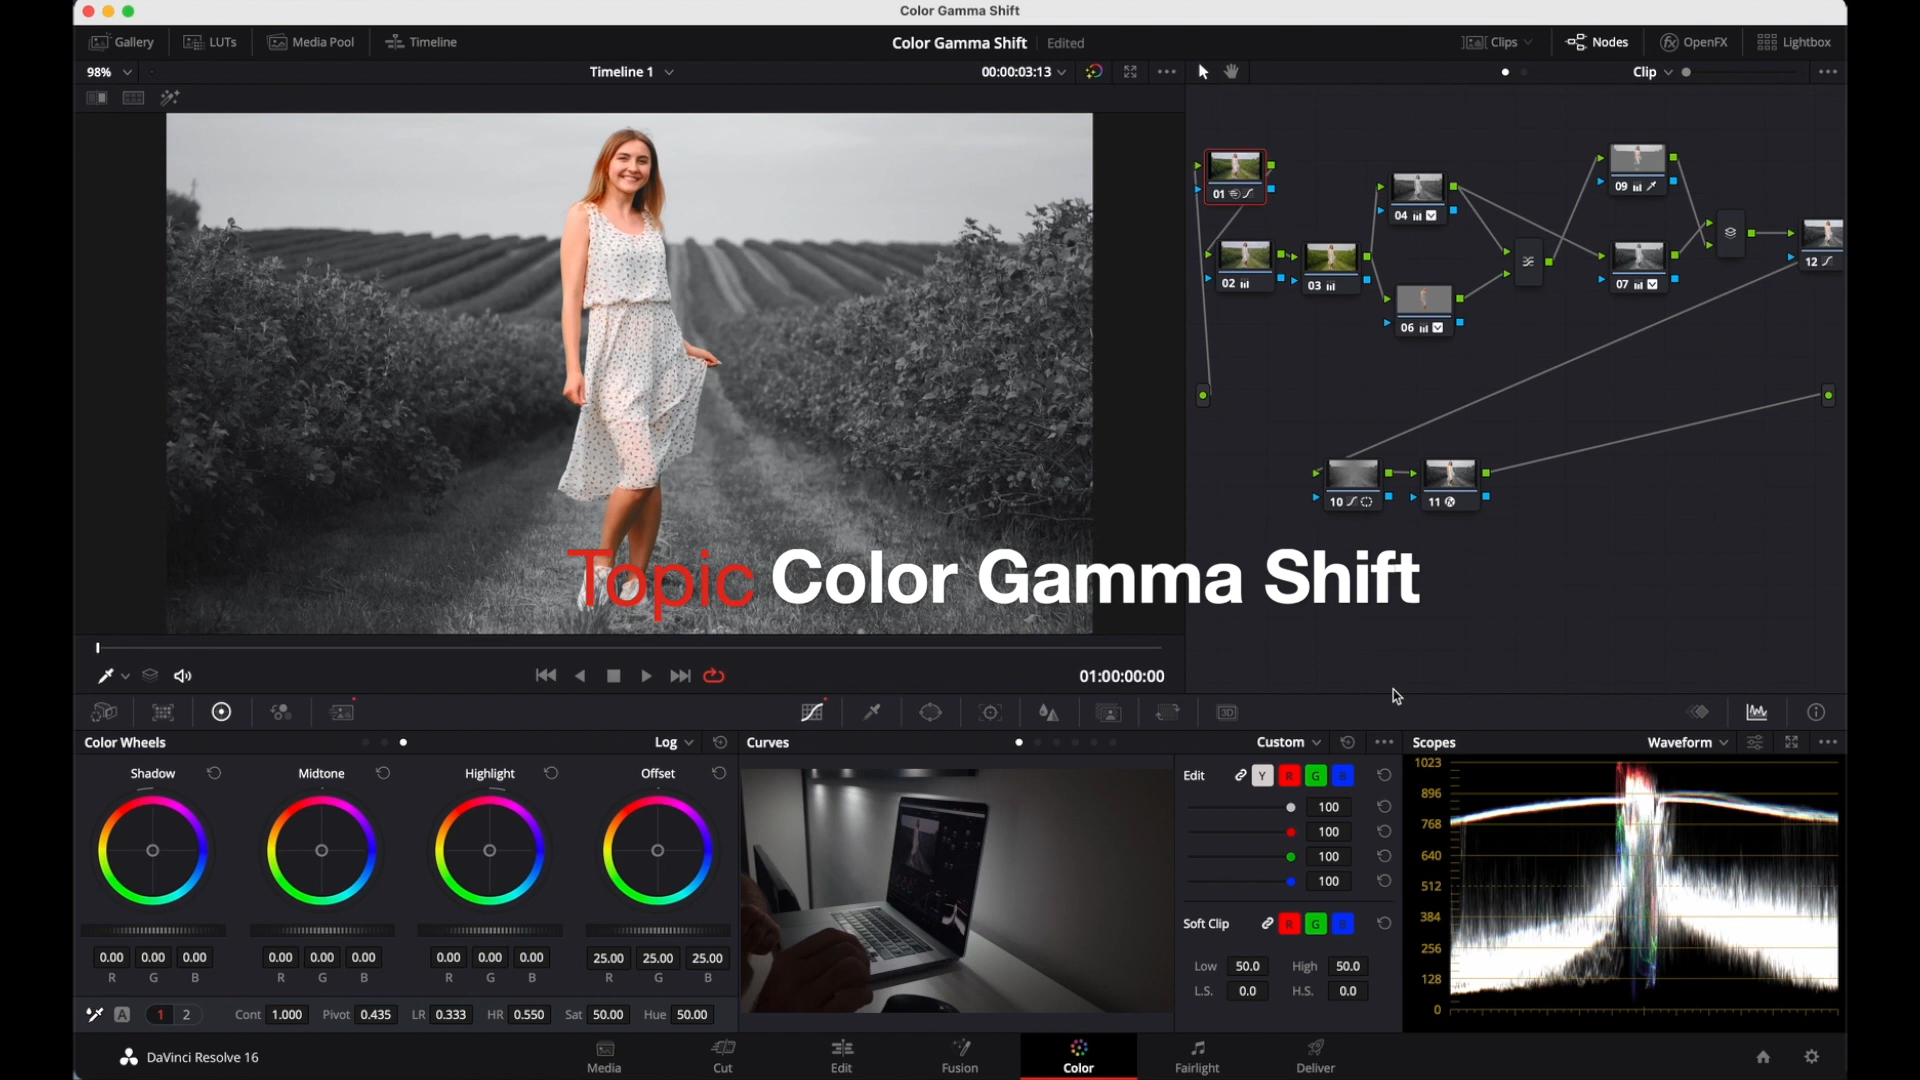 Color Gamma Shift
Gallery LUTs Media Pool Timeline Color Gamma Shift Edited Clips Nodes OpenFX Lightbox
98% Timeline 1 00:00:03:13 Clip
01
02
03
04
06
09
07
12
10
11
Topic Color Gamma Shift
01:00:00:00
3D
Color Wheels Log
Shadow Midtone Highlight Offset
0.00 0.00 0.00 0.00 0.00 0.00 0.00 0.00 0.00 25.00 25.00 25.00
R G B R G B R G B R G B
A 1 2 Cont 1.000 Pivot 0.435 LR 0.333 HR 0.550 Sat 50.00 Hue 50.00
Curves Custom
Edit Y R G B
100
100
100
100
Soft Clip R G B
Low 50.0 High 50.0
L.S. 0.0 H.S. 0.0
Scopes Waveform
1023
896
768
640
512
384
256
128
0
DaVinci Resolve 16 Media Cut Edit Fusion Color Fairlight Deliver